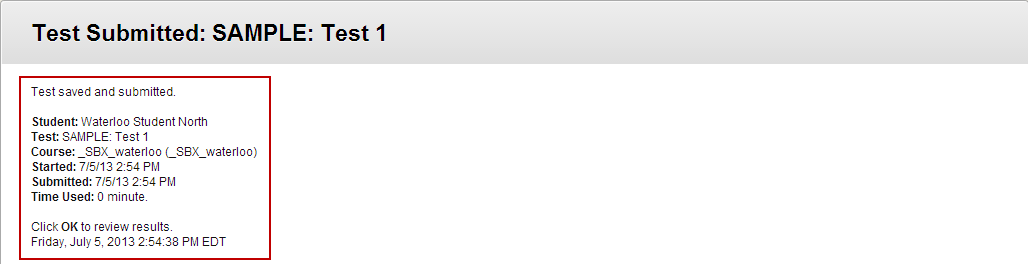 Test Submitted: SAMPLE: Test 1
Test saved and submitted.
Student: Waterloo Student North
Test: SAMPLE: Test 1
Course: _SBX_waterloo (_SBX_waterloo)
Started: 7/5/13 2:54 PM
Submitted: 7/5/13 2:54 PM
Time Used: 0 minute.
Click OK to review results.
Friday, July 5, 2013 2:54:38 PM EDT